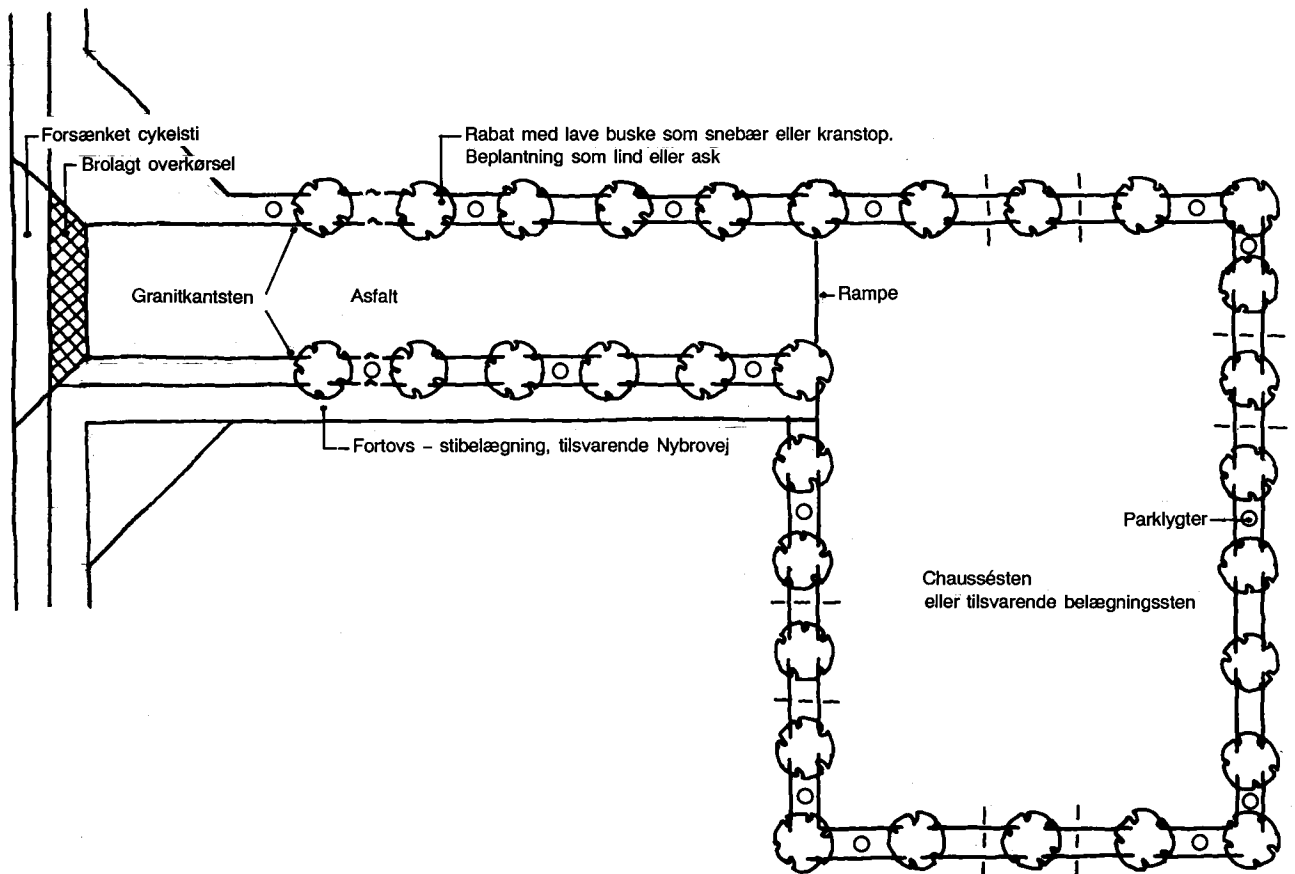 Forsænket cykelsti
Brolagt overkørsel
Rabat med lave buske som snebær eller kranstop.
Beplantning som lind eller ask
Granitkantsten
Asfalt
Rampe
Fortovs – stibelægning, tilsvarende Nybrovej
Parklygter
Chaussésten
eller tilsvarende belægningssten